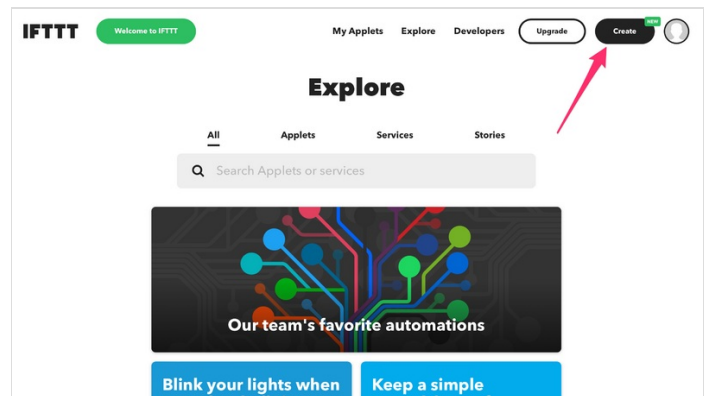 IFTTT Welcome to IFTTT My Applets Explore Developers Upgrade Create NEW
Explore
All Applets Services Stories
Search Applets or services
Our team's favorite automations
Blink your lights when Keep a simple